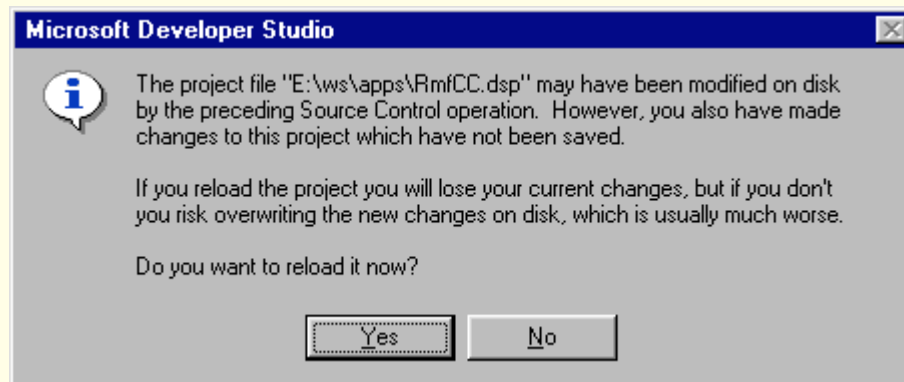 Microsoft Developer Studio
The project file "E:\ws\apps\RmfCC.dsp" may have been modified on disk
by the preceding Source Control operation.  However, you also have made
changes to this project which have not been saved.
If you reload the project you will lose your current changes, but if you don't
you risk overwriting the new changes on disk, which is usually much worse.
Do you want to reload it now?
Yes
No